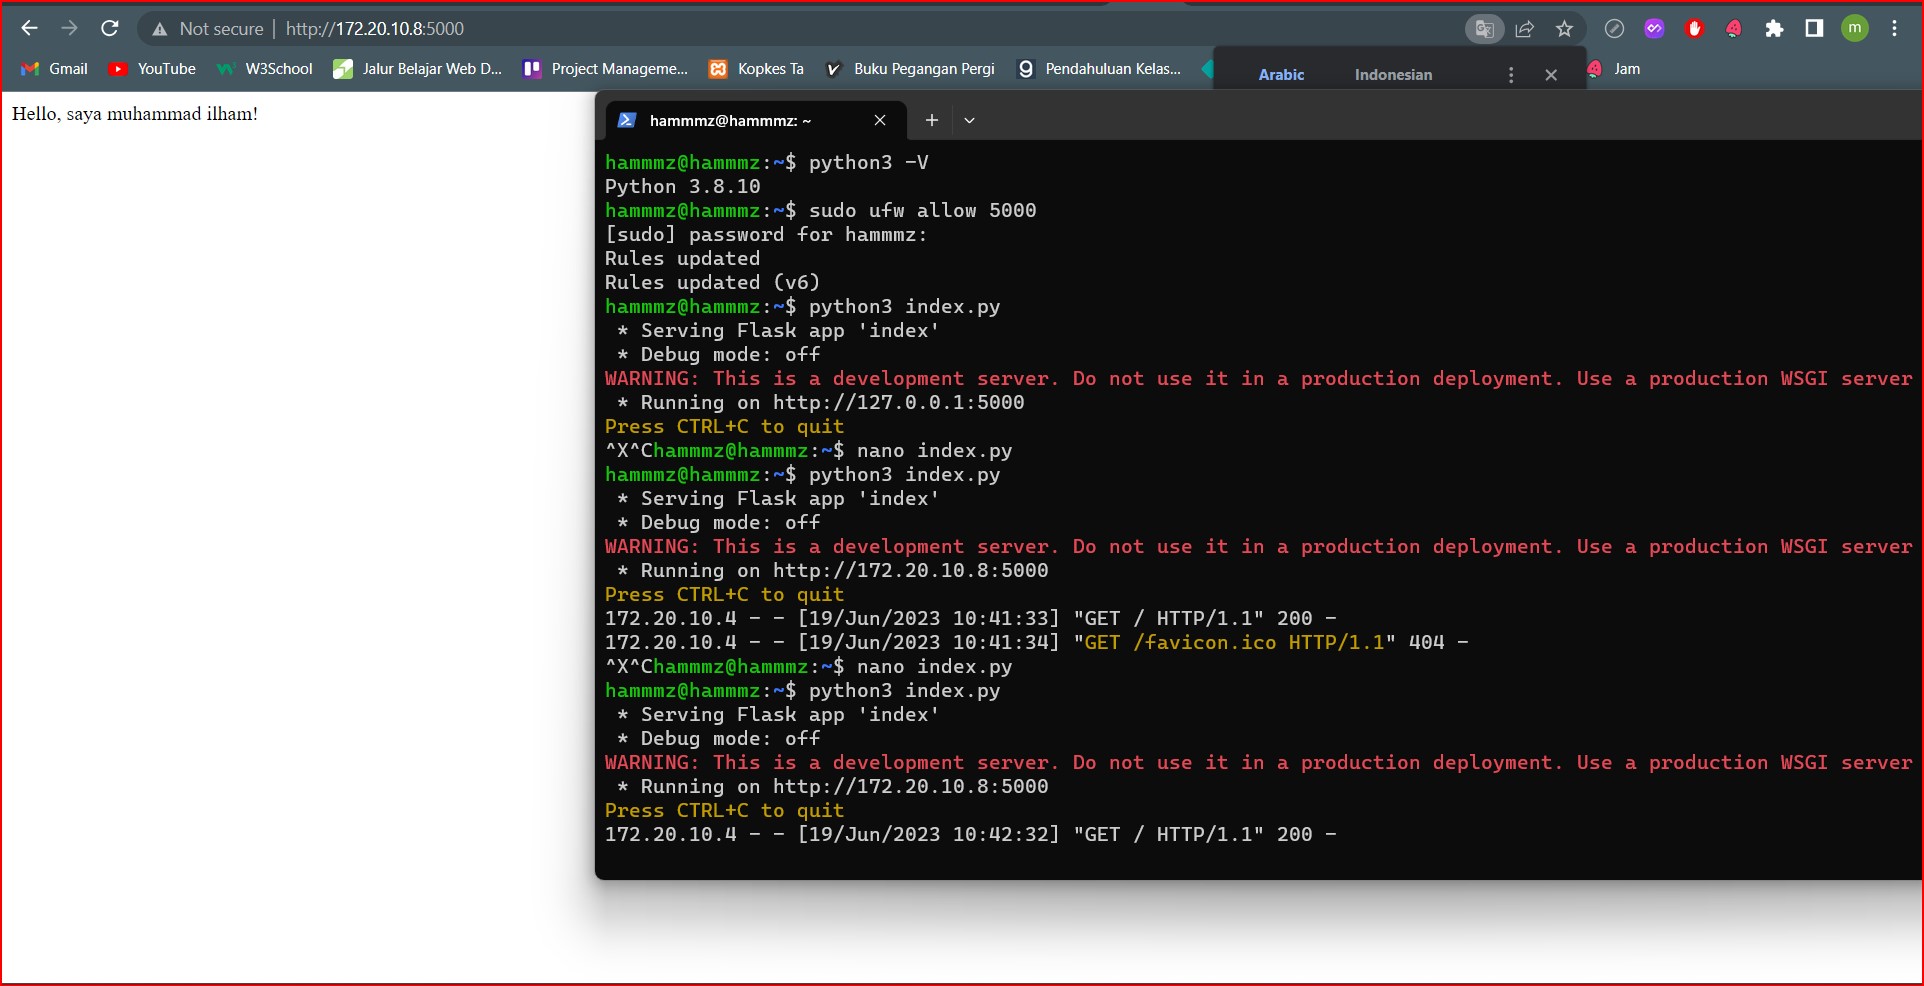 Not secure | http://172.20.10.8:5000
Gmail YouTube W3School Jalur Belajar Web D... Project Manageme... Kopkes Ta Buku Pegangan Pergi Pendahuluan Kelas... Arabic Indonesian Jam
Hello, saya muhammad ilham!
hammmz@hammmz: ~
hammmz@hammmz:~$ python3 -V
Python 3.8.10
hammmz@hammmz:~$ sudo ufw allow 5000
[sudo] password for hammmz:
Rules updated
Rules updated (v6)
hammmz@hammmz:~$ python3 index.py
 * Serving Flask app 'index'
 * Debug mode: off
WARNING: This is a development server. Do not use it in a production deployment. Use a production WSGI server
 * Running on http://127.0.0.1:5000
Press CTRL+C to quit
^X^Chammmz@hammmz:~$ nano index.py
hammmz@hammmz:~$ python3 index.py
 * Serving Flask app 'index'
 * Debug mode: off
WARNING: This is a development server. Do not use it in a production deployment. Use a production WSGI server
 * Running on http://172.20.10.8:5000
Press CTRL+C to quit
172.20.10.4 - - [19/Jun/2023 10:41:33] "GET / HTTP/1.1" 200 -
172.20.10.4 - - [19/Jun/2023 10:41:34] "GET /favicon.ico HTTP/1.1" 404 -
^X^Chammmz@hammmz:~$ nano index.py
hammmz@hammmz:~$ python3 index.py
 * Serving Flask app 'index'
 * Debug mode: off
WARNING: This is a development server. Do not use it in a production deployment. Use a production WSGI server
 * Running on http://172.20.10.8:5000
Press CTRL+C to quit
172.20.10.4 - - [19/Jun/2023 10:42:32] "GET / HTTP/1.1" 200 -